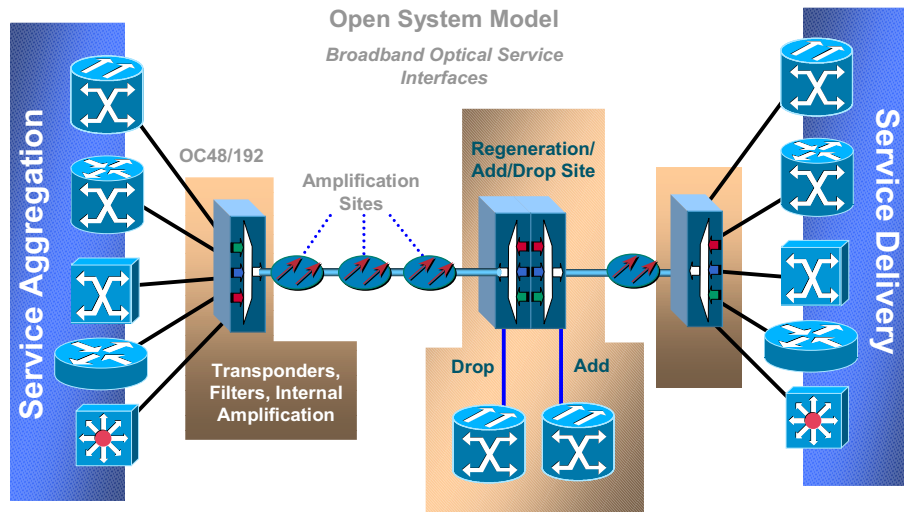 Open System Model
Broadband Optical Service
Interfaces
Service Aggregation
OC48/192
Amplification
Sites
Regeneration/
Add/Drop Site
Transponders,
Filters, Internal
Amplification
Drop
Add
Service Delivery